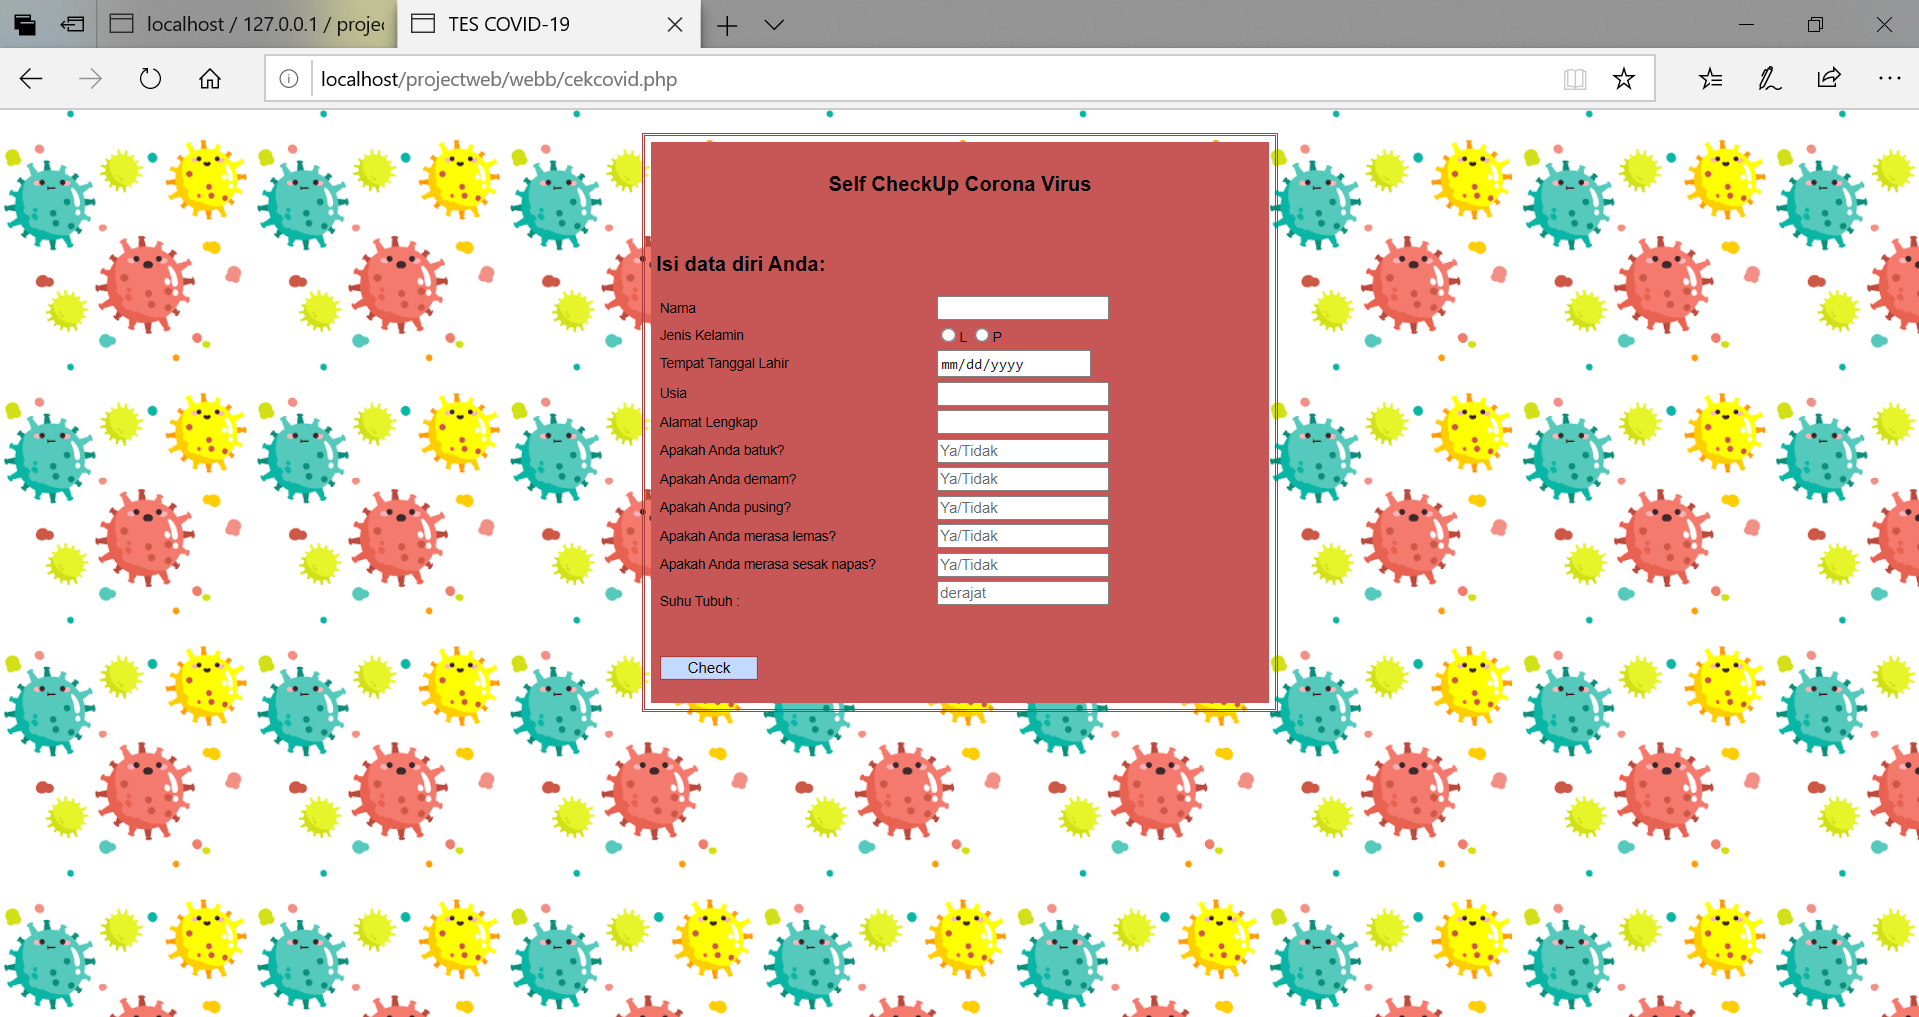 localhost / 127.0.0.1 / projec
TES COVID-19
localhost/projectweb/webb/cekcovid.php
Self CheckUp Corona Virus
Isi data diri Anda:
Nama
Jenis Kelamin L P
Tempat Tanggal Lahir mm/dd/yyyy
Usia
Alamat Lengkap
Apakah Anda batuk? Ya/Tidak
Apakah Anda demam? Ya/Tidak
Apakah Anda pusing? Ya/Tidak
Apakah Anda merasa lemas? Ya/Tidak
Apakah Anda merasa sesak napas? Ya/Tidak
Suhu Tubuh : derajat
Check